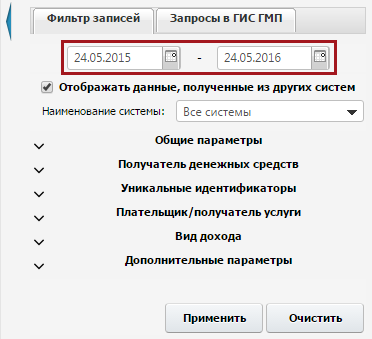 Фильтр записей Запросы в ГИС ГМП
24.05.2015 - 24.05.2016
Отображать данные, полученные из других систем
Наименование системы: Все системы
Общие параметры
Получатель денежных средств
Уникальные идентификаторы
Плательщик/получатель услуги
Вид дохода
Дополнительные параметры
Применить Очистить